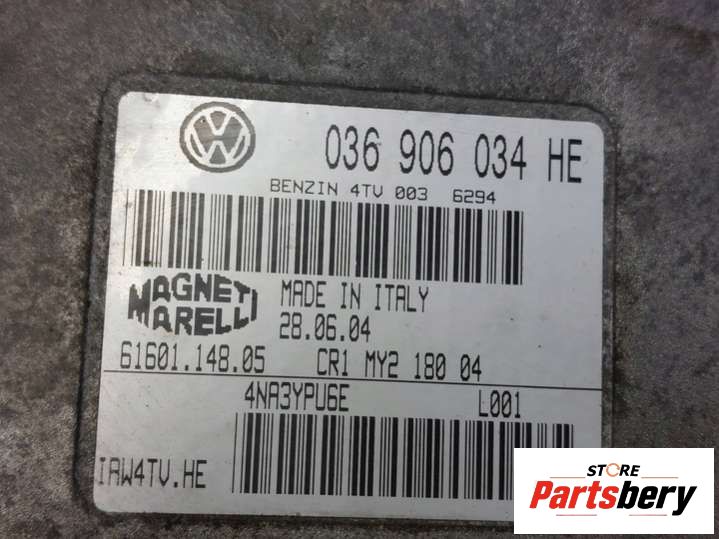 036 906 034 HE
BENZIN 4TV 003 6294
MAGNETI
MARELLI
MADE IN ITALY
28.06.04
61601.148.05 CR1 MY2 180 04
4NA3YPU6E L001
IAW4TV.HE
STORE
Partsbery